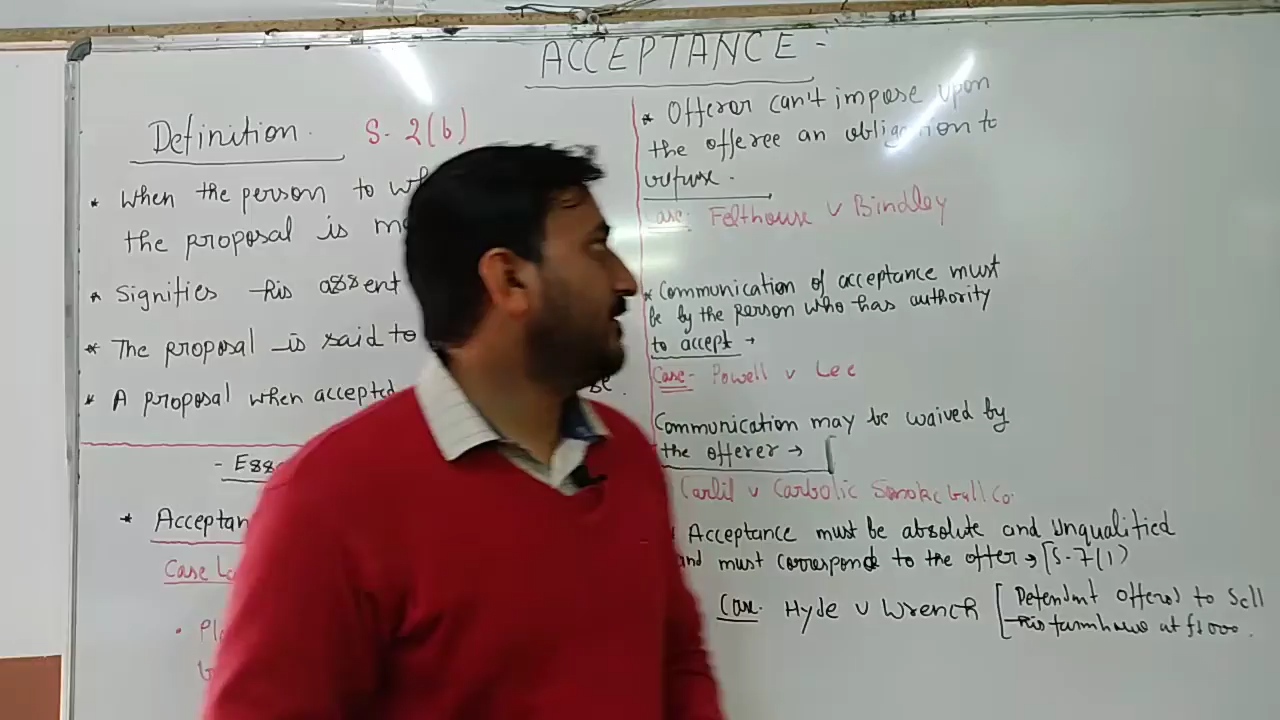 ACCEPTANCE -
Definition. S. 2(b)
* When the person to
the proposal is
* Signifies his assent
* The proposal is said to
* A proposal when accepted
- Ess
* Acceptan
Case La
* Offeror can't impose upon
the offeree an obligation to
refuse.
Case: Felthouse v Bindley
* Communication of acceptance must
be by the person who has authority
to accept →
Case- Powell v Lee
Communication may be waived by
the offerer → [
Carlil v Carbolic Smoke ball Co.
Acceptance must be absolute and Unqualified
and must correspond to the offer → [S-7(1)
Case. Hyde v Wrench [ Defendant offered to Sell
his farmhouse at £1000.